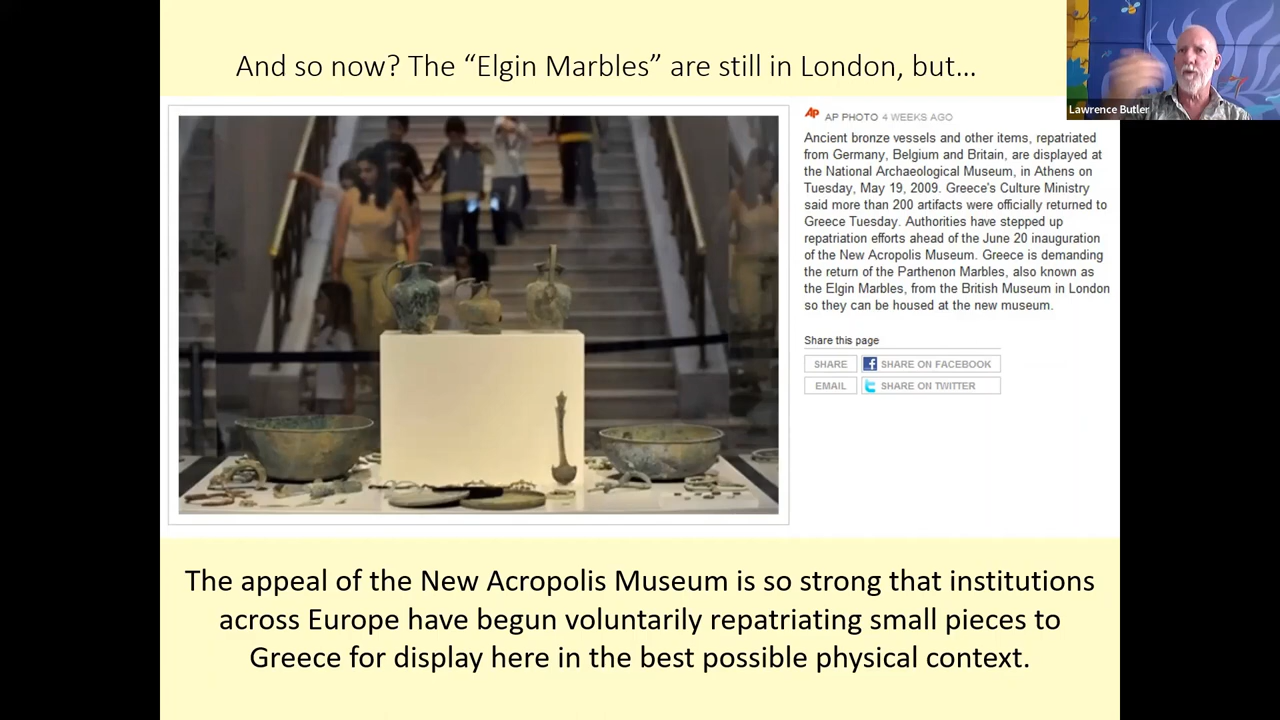 And so now? The “Elgin Marbles” are still in London, but…
Lawrence Butler
AP AP PHOTO 4 WEEKS AGO
Ancient bronze vessels and other items, repatriated
from Germany, Belgium and Britain, are displayed at
the National Archaeological Museum, in Athens on
Tuesday, May 19, 2009. Greece's Culture Ministry
said more than 200 artifacts were officially returned to
Greece Tuesday. Authorities have stepped up
repatriation efforts ahead of the June 20 inauguration
of the New Acropolis Museum. Greece is demanding
the return of the Parthenon Marbles, also known as
the Elgin Marbles, from the British Museum in London
so they can be housed at the new museum.
Share this page
SHARE f SHARE ON FACEBOOK
EMAIL t SHARE ON TWITTER
The appeal of the New Acropolis Museum is so strong that institutions
across Europe have begun voluntarily repatriating small pieces to
Greece for display here in the best possible physical context.